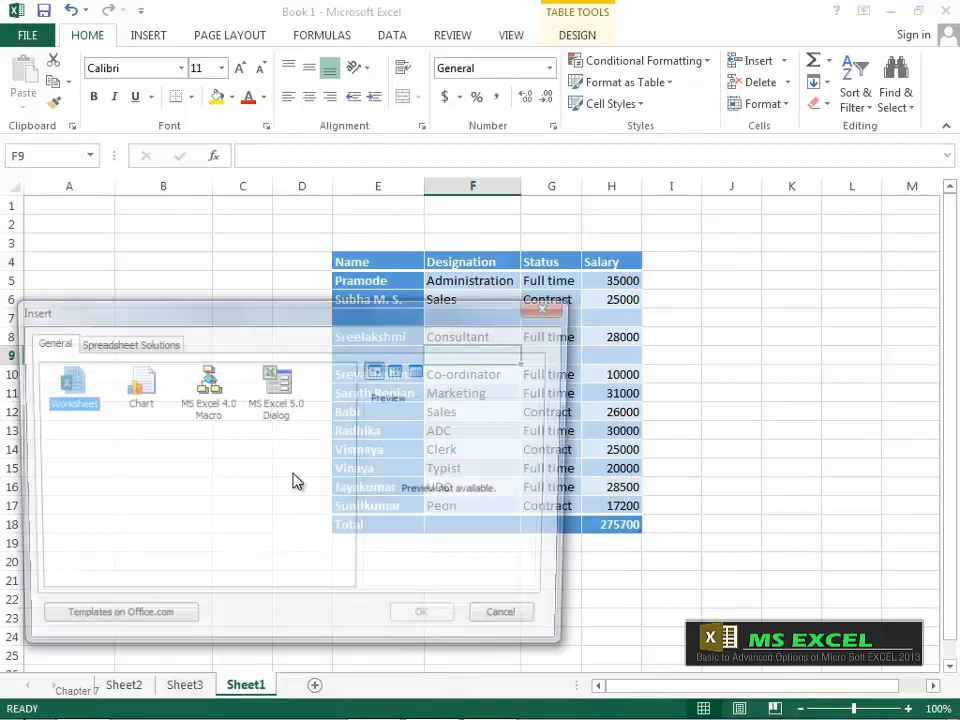 Book 1 - Microsoft Excel
TABLE TOOLS
FILE HOME INSERT PAGE LAYOUT FORMULAS DATA REVIEW VIEW DESIGN Sign in
Calibri 11 General Conditional Formatting Insert
Paste Format as Table Delete Sort & Find &
B I U A $ % , Cell Styles Format Filter Select
Clipboard Font Alignment Number Styles Cells Editing
F9 fx
A B C D E F G H I J K L M
1
2
3
4 Name Designation Status Salary
5 Pramode Administration Full time 35000
6 Subha M. S. Sales Contract 25000
Insert
8 Sreelakshmi Consultant Full time 28000
General Spreadsheet Solutions
9
10 Co-ordinator Full time 10000
11 Marketing Full time 31000
Worksheet Chart MS Excel 4.0 Macro MS Excel 5.0 Dialog Preview
12 Babi Sales Contract 26000
13 Radhika ADC Full time 30000
14 Vismaya Clerk Contract 25000
15 Vinaya Typist Full time 20000
16 Jayakumar UDC Full time 28500
Preview not available.
17 Sunilkumar Peon Contract 17200
18 Total 275700
19
20
21
22
23
24
25
Templates on Office.com OK Cancel
MS EXCEL
Basic to Advanced Options of Micro Soft EXCEL 2013
Chapter 7 Sheet2 Sheet3 Sheet1
READY 100%